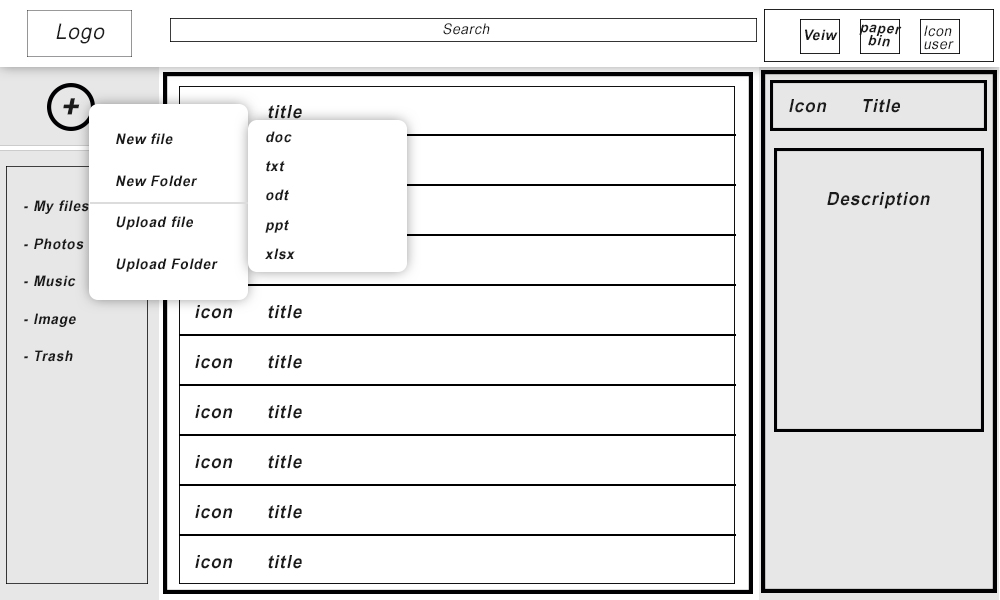 Logo
Search
Veiw
paper
bin
Icon
user
+
New file
New Folder
Upload file
Upload Folder
doc
txt
odt
ppt
xlsx
- My files
- Photos
- Music
- Image
- Trash
title
icon title
icon title
icon title
icon title
icon title
icon title
Icon Title
Description